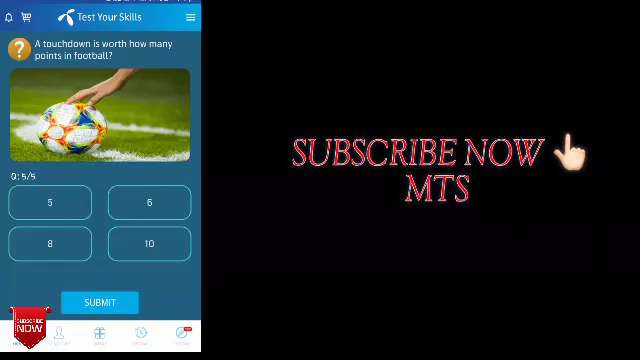 Test Your Skills
A touchdown is worth how many
points in football?
Q: 5/5
5
6
8
10
SUBMIT
SUBSCRIBE
NOW
SUBSCRIBE NOW
MTS